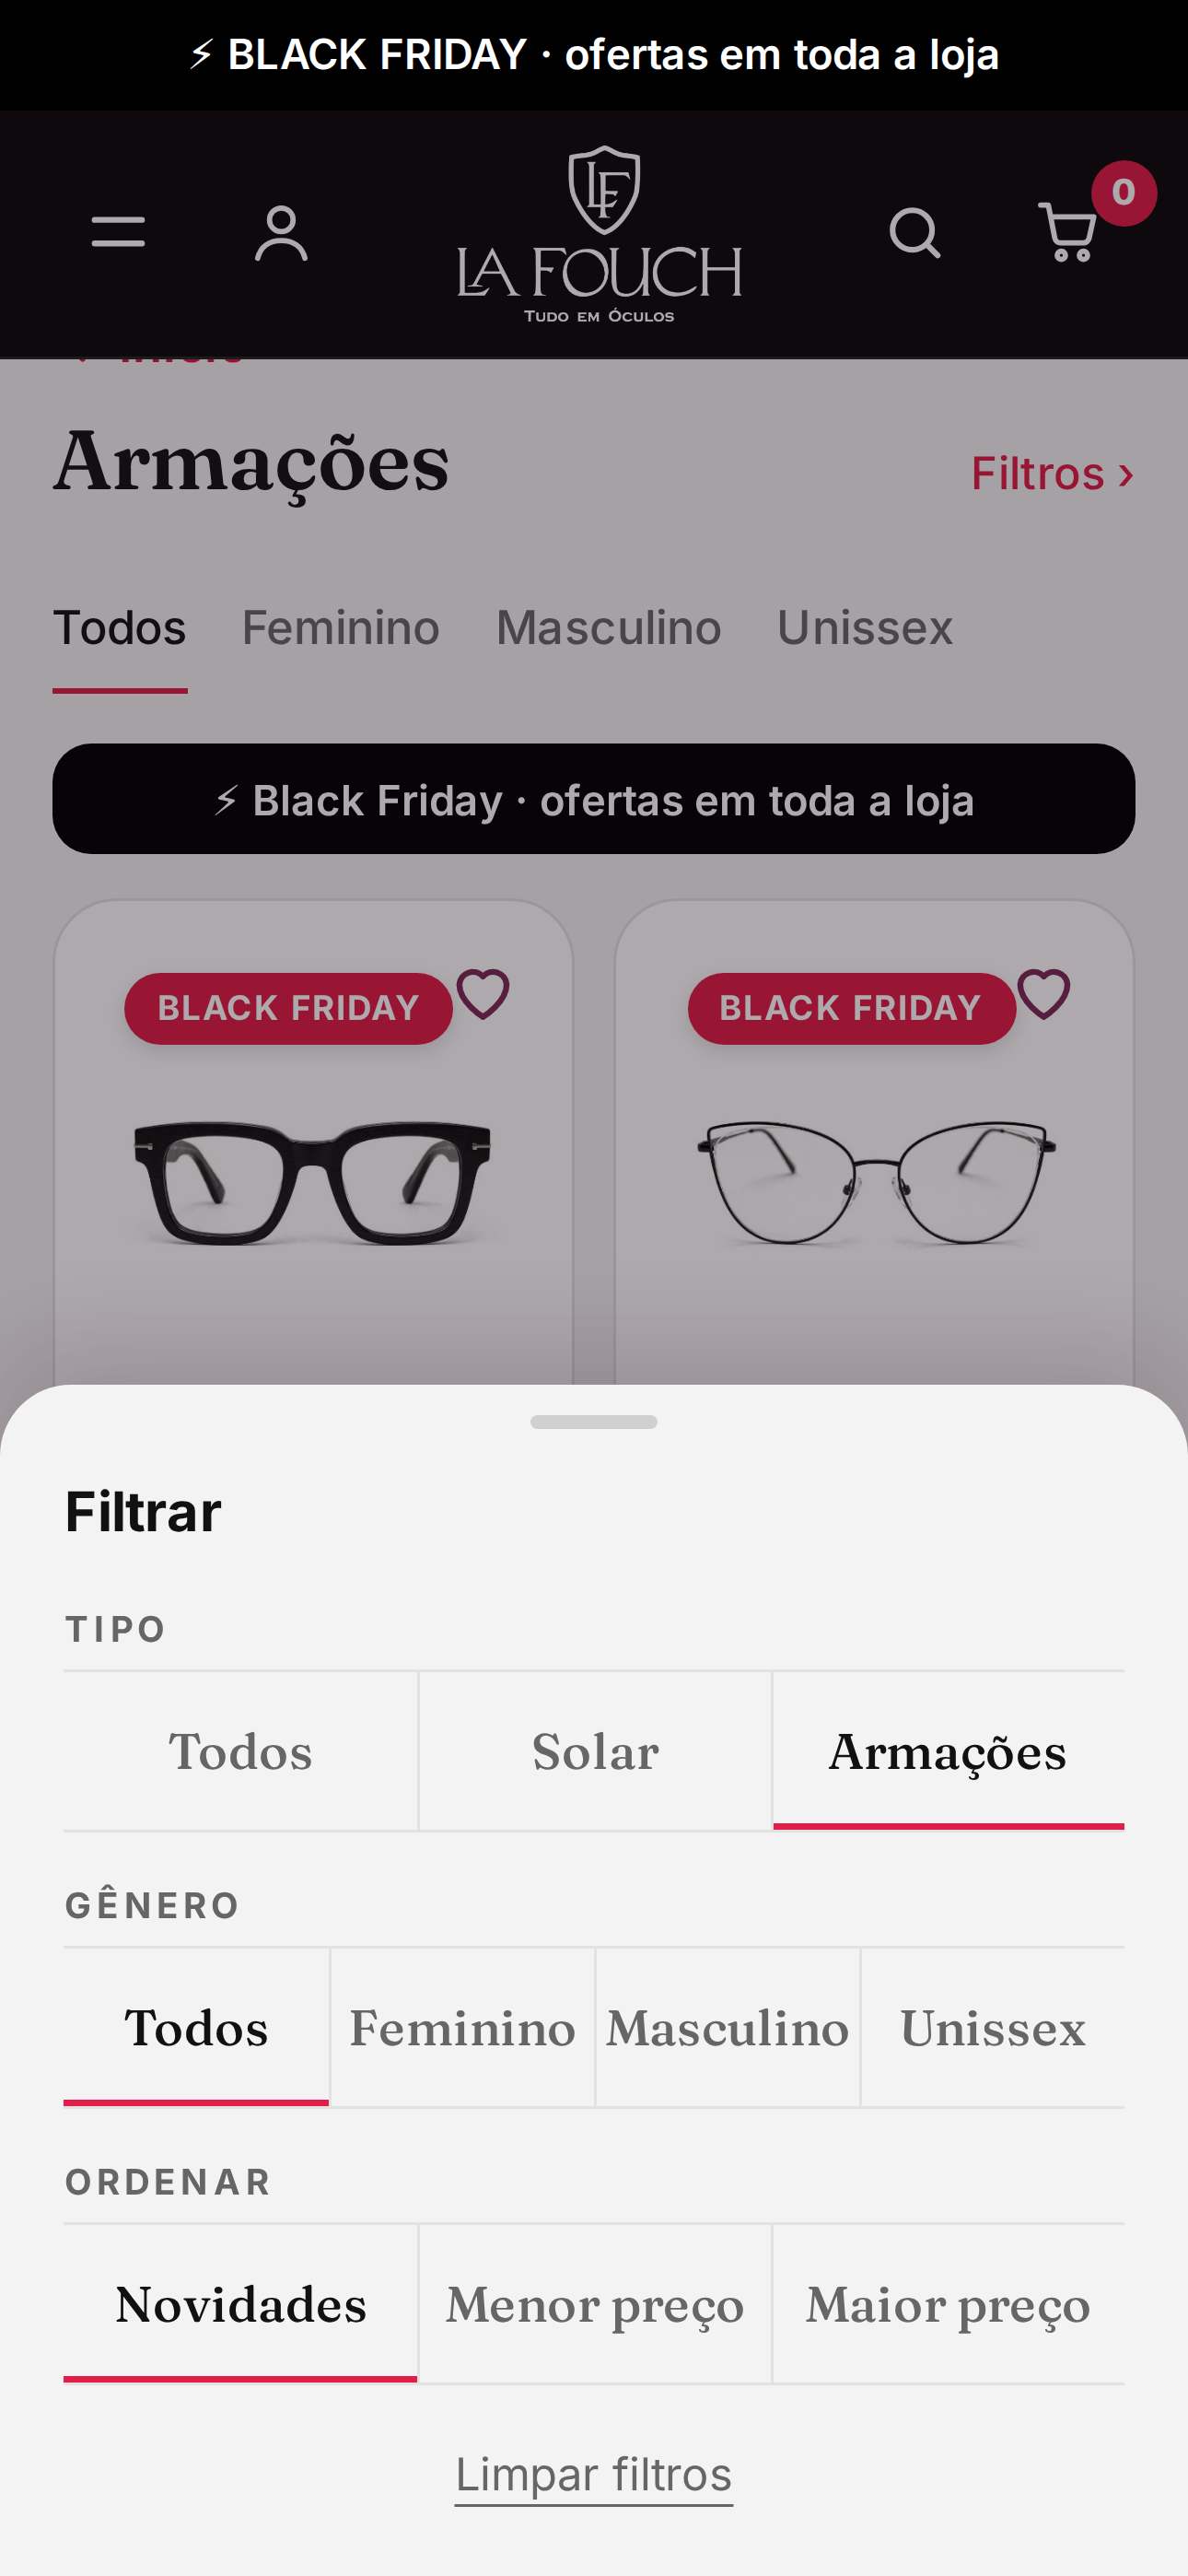 ⚡ BLACK FRIDAY · ofertas em toda a loja
0
LF
LA FOUCH
TUDO EM ÓCULOS
Armações
Filtros ›
Todos Feminino Masculino Unissex
⚡ Black Friday · ofertas em toda a loja
BLACK FRIDAY BLACK FRIDAY
Filtrar
TIPO
Todos Solar Armações
GÊNERO
Todos Feminino Masculino Unissex
ORDENAR
Novidades Menor preço Maior preço
Limpar filtros